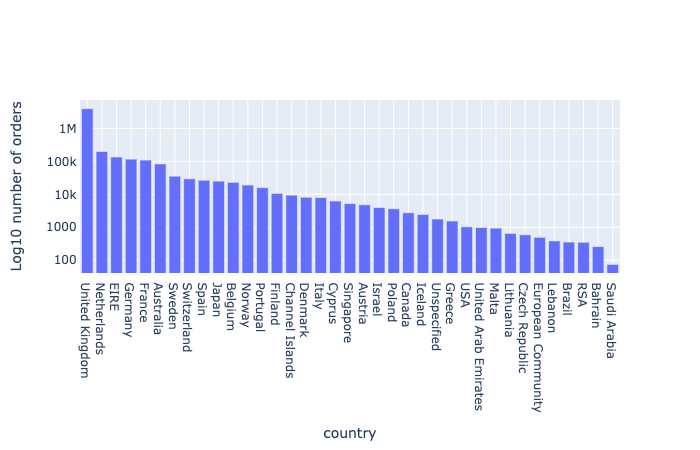 Log10 number of orders
1M
100k
10k
1000
100
United Kingdom
Netherlands
EIRE
Germany
France
Australia
Sweden
Switzerland
Spain
Japan
Belgium
Norway
Portugal
Finland
Channel Islands
Denmark
Italy
Cyprus
Singapore
Austria
Israel
Poland
Canada
Iceland
Unspecified
Greece
USA
United Arab Emirates
Malta
Lithuania
Czech Republic
European Community
Lebanon
Brazil
RSA
Bahrain
Saudi Arabia
country